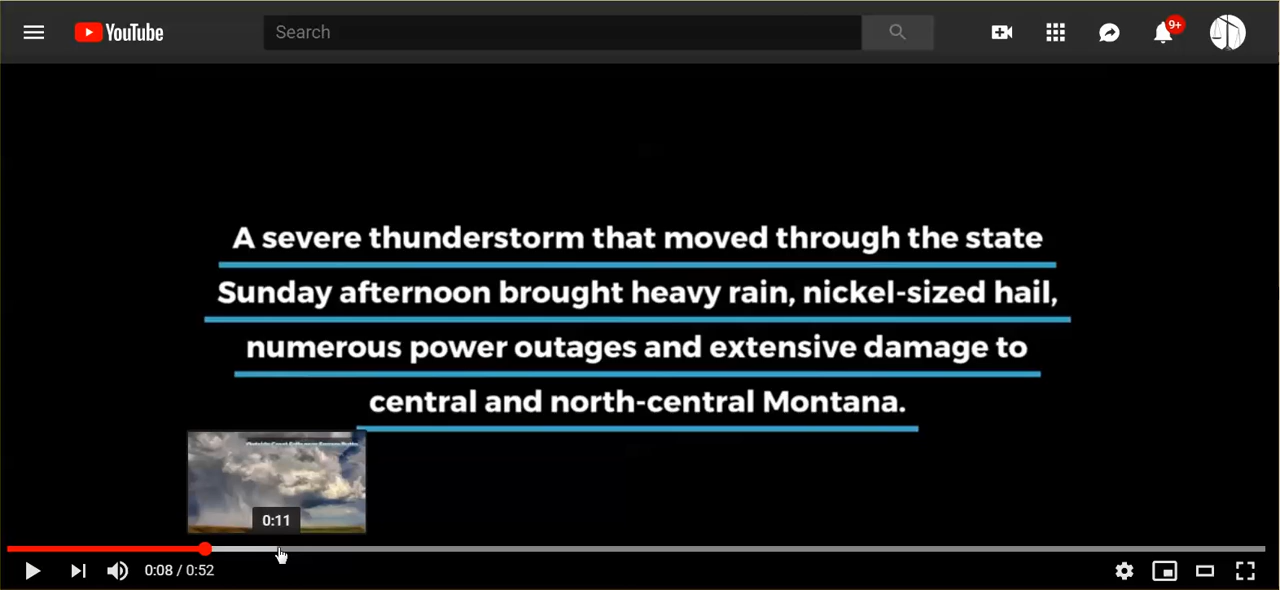 YouTube
Search
9+
A severe thunderstorm that moved through the state
Sunday afternoon brought heavy rain, nickel-sized hail,
numerous power outages and extensive damage to
central and north-central Montana.
0:11
0:08 / 0:52